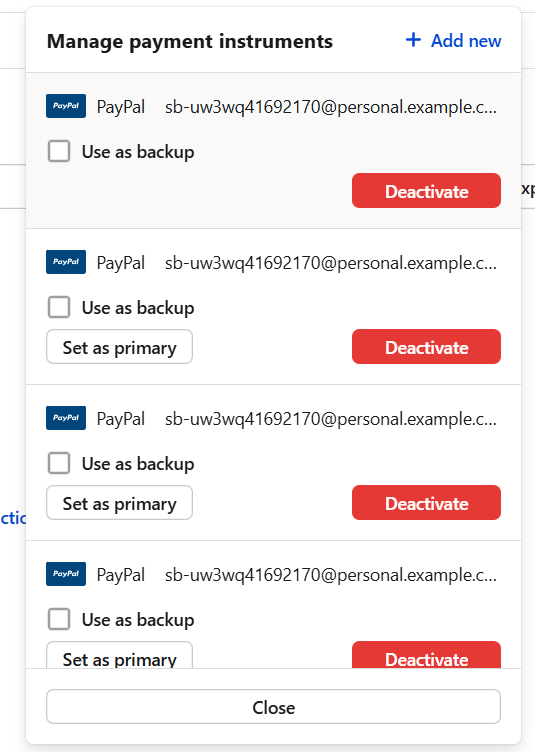 Manage payment instruments + Add new
PayPal PayPal sb-uw3wq41692170@personal.example.c...
Use as backup
Deactivate
PayPal PayPal sb-uw3wq41692170@personal.example.c...
Use as backup
Set as primary Deactivate
PayPal PayPal sb-uw3wq41692170@personal.example.c...
Use as backup
Set as primary Deactivate
PayPal PayPal sb-uw3wq41692170@personal.example.c...
Use as backup
Set as primary Deactivate
Close